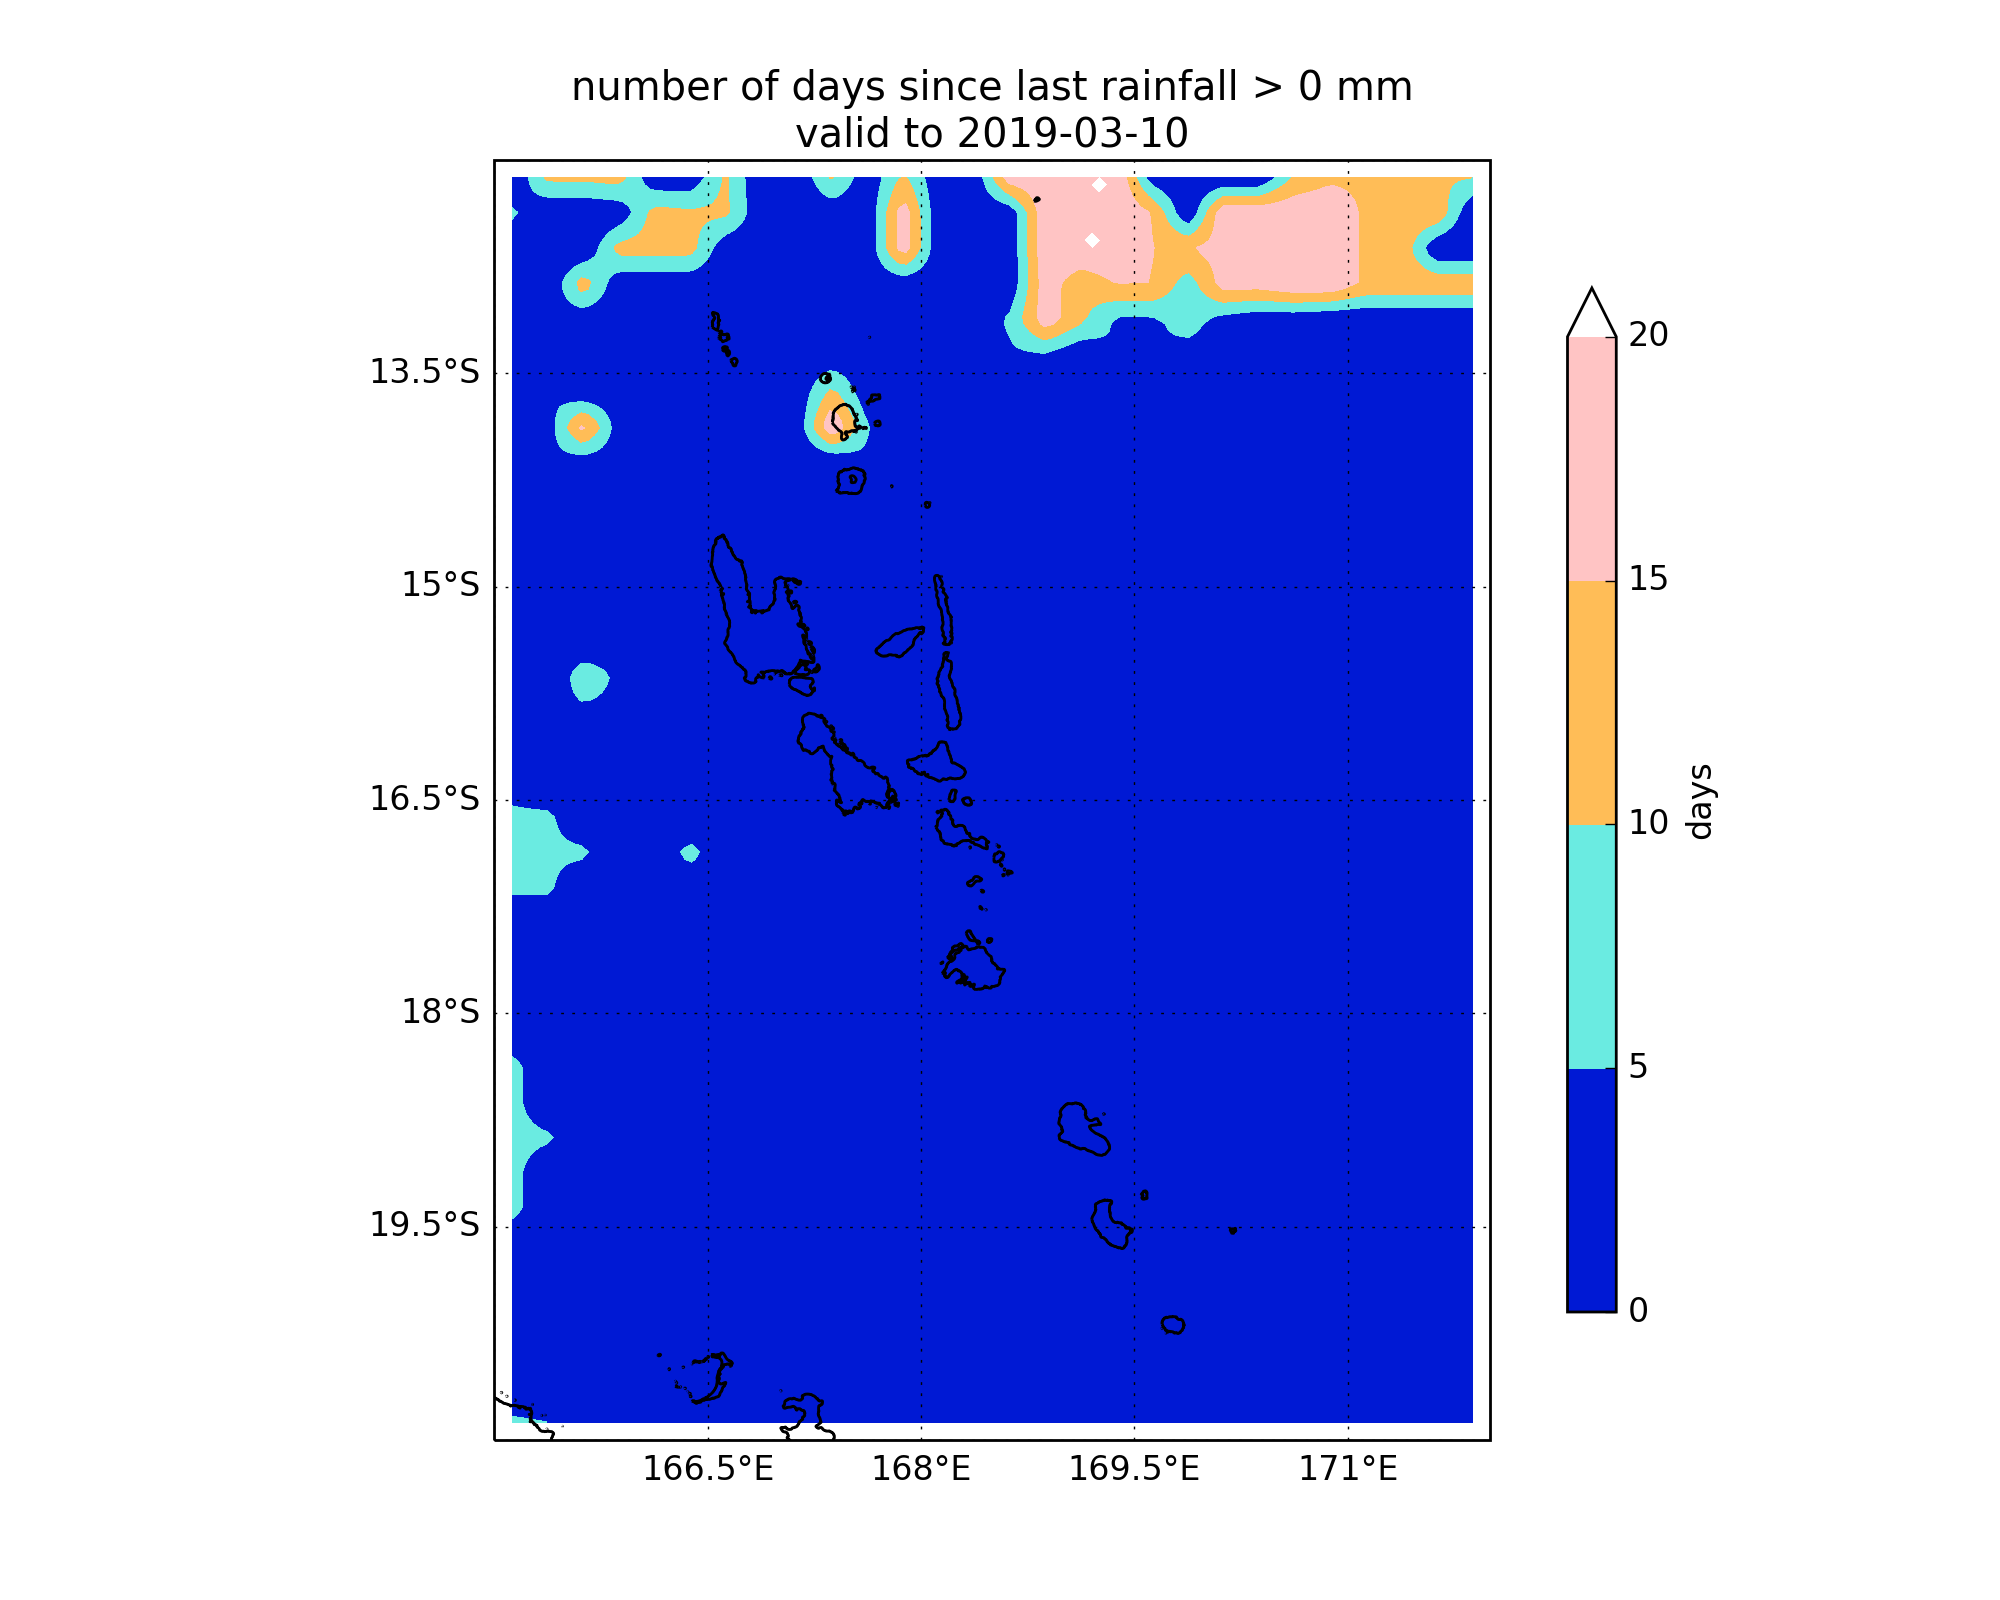 number of days since last rainfall > 0 mm
valid to 2019-03-10
13.5°S
15°S
16.5°S
18°S
19.5°S
166.5°E
168°E
169.5°E
171°E
20
15
10
5
0
days